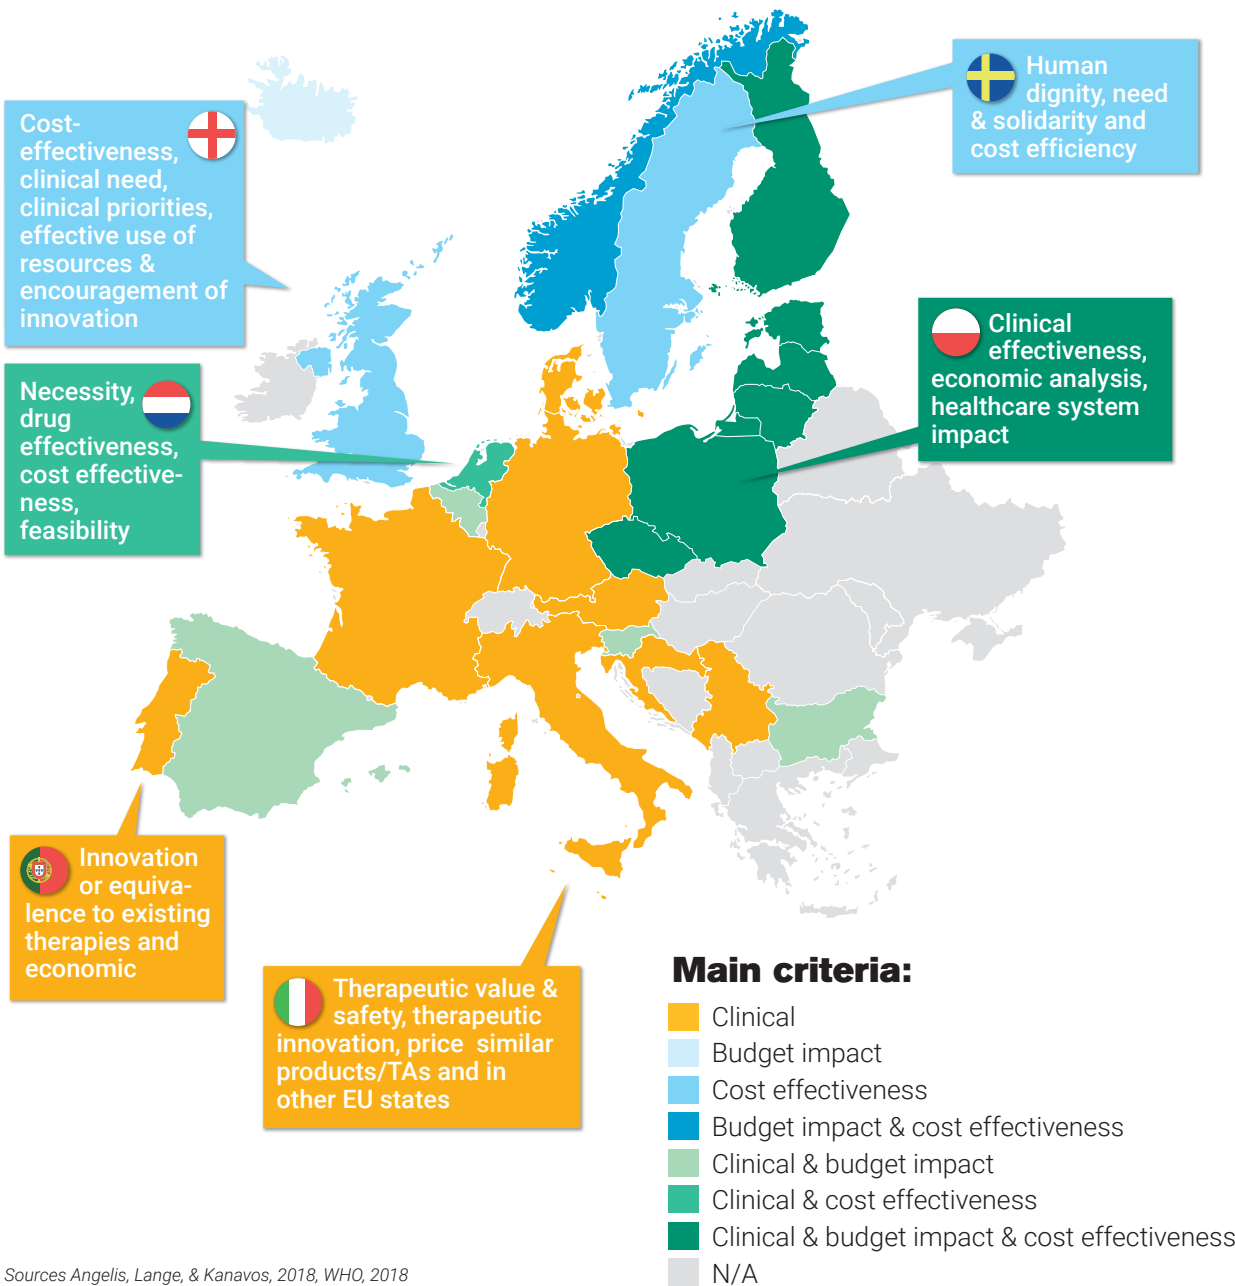 Cost-
effectiveness,
clinical need,
clinical priorities,
effective use of
resources &
encouragement of
innovation
Human
dignity, need
& solidarity and
cost efficiency
Clinical
effectiveness,
economic analysis,
healthcare system
impact
Necessity,
drug
effectiveness,
cost effective-
ness,
feasibility
Innovation
or equiva-
lence to existing
therapies and
economic
Therapeutic value &
safety, therapeutic
innovation, price  similar
products/TAs and in
other EU states
Main criteria:
Clinical
Budget impact
Cost effectiveness
Budget impact & cost effectiveness
Clinical & budget impact
Clinical & cost effectiveness
Clinical & budget impact & cost effectiveness
N/A
Sources Angelis, Lange, & Kanavos, 2018, WHO, 2018